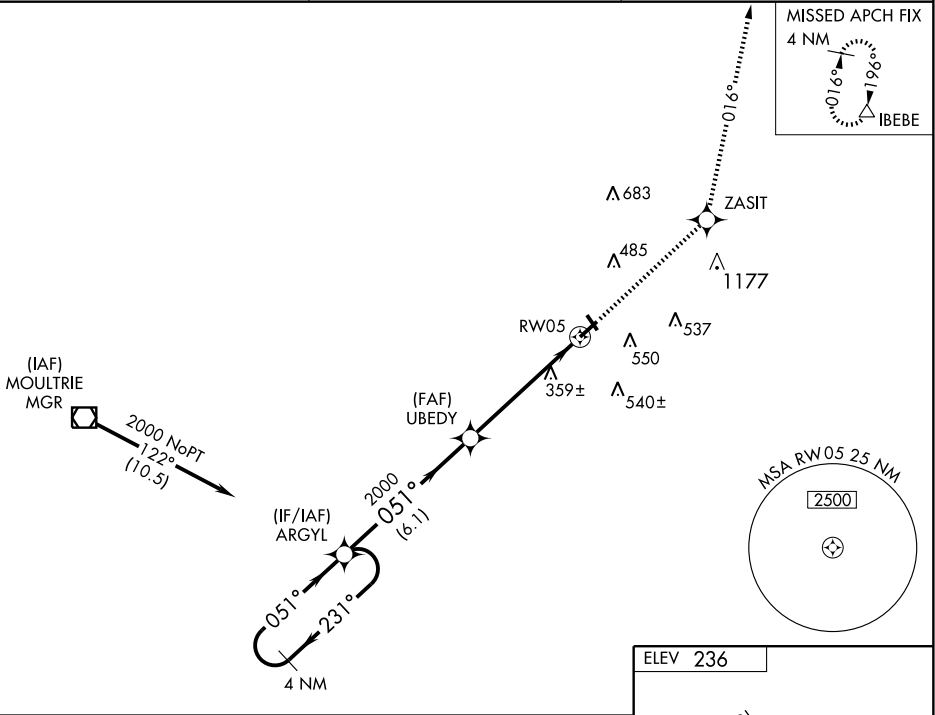 MISSED APCH FIX
4 NM
016°
196°
IBEBE
016°
683
ZASIT
485
1177
RW05
537
550
359±
540±
(IAF)
MOULTRIE
MGR
2000 NoPT
122°
(10.5)
(FAF)
UBEDY
2000
051°
(6.1)
(IF/IAF)
ARGYL
051°
231°
4 NM
MSA RW05 25 NM
2500
ELEV 236